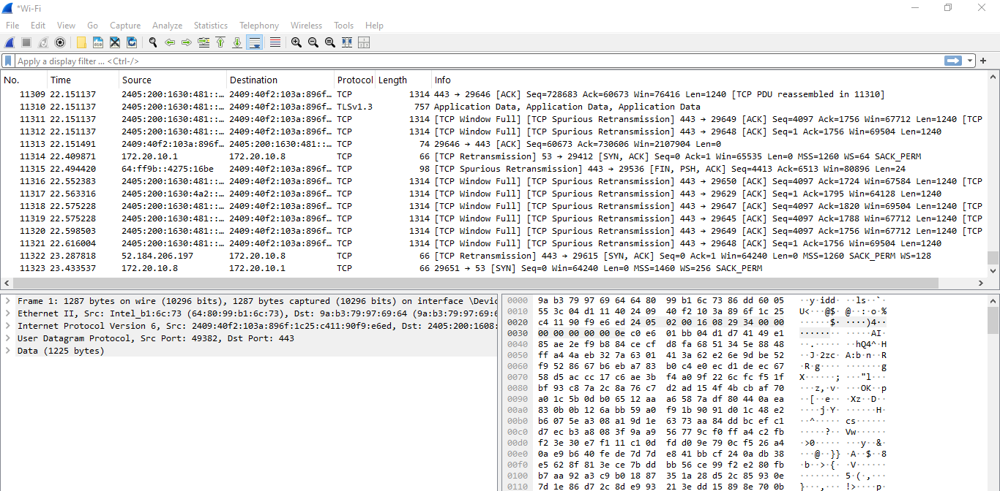 *Wi-Fi
File Edit View Go Capture Analyze Statistics Telephony Wireless Tools Help
Apply a display filter ... <Ctrl-/>
No. Time Source Destination Protocol Length Info
11309 22.151137 2405:200:1630:481::… 2409:40f2:103a:896f… TCP 1314 443 → 29646 [ACK] Seq=728683 Ack=60673 Win=76416 Len=1240 [TCP PDU reassembled in 11310]
11310 22.151137 2405:200:1630:481::… 2409:40f2:103a:896f… TLSv1.3 757 Application Data, Application Data, Application Data
11311 22.151137 2405:200:1630:481::… 2409:40f2:103a:896f… TCP 1314 [TCP Window Full] [TCP Spurious Retransmission] 443 → 29649 [ACK] Seq=4097 Ack=1756 Win=67712 Len=1240 [TCP
11312 22.151137 2405:200:1630:481::… 2409:40f2:103a:896f… TCP 1314 [TCP Window Full] [TCP Spurious Retransmission] 443 → 29648 [ACK] Seq=1 Ack=1756 Win=69504 Len=1240
11313 22.151491 2409:40f2:103a:896f… 2405:200:1630:481::… TCP 74 29646 → 443 [ACK] Seq=60673 Ack=730606 Win=2107904 Len=0
11314 22.409871 172.20.10.1 172.20.10.8 TCP 66 [TCP Retransmission] 53 → 29412 [SYN, ACK] Seq=0 Ack=1 Win=65535 Len=0 MSS=1260 WS=64 SACK_PERM
11315 22.494420 64:ff9b::4275:16be 2409:40f2:103a:896f… TCP 98 [TCP Spurious Retransmission] 443 → 29536 [FIN, PSH, ACK] Seq=4413 Ack=6513 Win=80896 Len=24
11316 22.552383 2405:200:1630:481::… 2409:40f2:103a:896f… TCP 1314 [TCP Window Full] [TCP Spurious Retransmission] 443 → 29650 [ACK] Seq=4097 Ack=1724 Win=67584 Len=1240 [TCP
11317 22.563316 2405:200:1630:4a2::… 2409:40f2:103a:896f… TCP 1314 [TCP Window Full] [TCP Spurious Retransmission] 443 → 29629 [ACK] Seq=1 Ack=1795 Win=64128 Len=1240
11318 22.575228 2405:200:1630:481::… 2409:40f2:103a:896f… TCP 1314 [TCP Window Full] [TCP Spurious Retransmission] 443 → 29647 [ACK] Seq=4097 Ack=1820 Win=69504 Len=1240 [TCP
11319 22.575228 2405:200:1630:481::… 2409:40f2:103a:896f… TCP 1314 [TCP Window Full] [TCP Spurious Retransmission] 443 → 29645 [ACK] Seq=4097 Ack=1788 Win=67712 Len=1240 [TCP
11320 22.598503 2405:200:1630:481::… 2409:40f2:103a:896f… TCP 1314 [TCP Window Full] [TCP Spurious Retransmission] 443 → 29649 [ACK] Seq=4097 Ack=1756 Win=67712 Len=1240 [TCP
11321 22.616004 2405:200:1630:481::… 2409:40f2:103a:896f… TCP 1314 [TCP Window Full] [TCP Spurious Retransmission] 443 → 29648 [ACK] Seq=1 Ack=1756 Win=69504 Len=1240
11322 23.287818 52.184.206.197 172.20.10.8 TCP 66 [TCP Retransmission] 443 → 29615 [SYN, ACK] Seq=0 Ack=1 Win=64240 Len=0 MSS=1260 SACK_PERM WS=128
11323 23.433537 172.20.10.8 172.20.10.1 TCP 66 29651 → 53 [SYN] Seq=0 Win=64240 Len=0 MSS=1460 WS=256 SACK_PERM
Frame 1: 1287 bytes on wire (10296 bits), 1287 bytes captured (10296 bits) on interface \Devic
Ethernet II, Src: Intel_b1:6c:73 (64:80:99:b1:6c:73), Dst: 9a:b3:79:97:69:64 (9a:b3:79:97:69:6
Internet Protocol Version 6, Src: 2409:40f2:103a:896f:1c25:c411:90f9:e6ed, Dst: 2405:200:1608:
User Datagram Protocol, Src Port: 49382, Dst Port: 443
Data (1225 bytes)
0000 9a b3 79 97 69 64 64 80 99 b1 6c 73 86 dd 60 05 ··y·idd· ··ls··`·
0010 55 3c 04 d1 11 40 24 09 40 f2 10 3a 89 6f 1c 25 U<···@$· @··:·o·%
0020 c4 11 90 f9 e6 ed 24 05 02 00 16 08 29 34 00 00 ······$· ····)4··
0030 00 00 00 00 00 0e c0 e6 01 bb 04 d1 d7 41 49 e1 ········ ·····AI·
0040 85 ae 2e f9 b8 84 ce cf d8 fa 68 51 34 5e 88 48 ··.····· ··hQ4^·H
0050 ff a4 4a eb 32 7a 63 01 41 3a 62 e2 6e 9d be 52 ··J·2zc· A:b·n··R
0060 f9 52 86 67 b6 eb a7 83 b0 c4 e0 ec d1 de ec 67 ·R·g···· ·······g
0070 58 d5 ac cc 17 c6 ae 3b f4 a0 9f 22 6c fc f5 1f X······; ···"l···
0080 bf 93 c8 7a 2c 8a 76 c7 d2 ad 15 4f 4b cb af 70 ···z,·v· ···OK··p
0090 a0 1c 5b 0d b0 65 12 aa a6 58 7a df 80 44 0a ea ··[··e·· ·Xz··D··
00a0 83 0b 0b 12 6a bb 59 a0 f9 1b 90 91 d0 1c 48 e2 ····j·Y· ······H·
00b0 b6 07 5e a3 08 a1 9d 1e 63 73 aa 84 dd bc ef c1 ··^····· cs······
00c0 d7 ec b3 a8 08 3f 9a a9 56 77 9c f0 ff a4 c2 fb ·····?·· Vw······
00d0 f2 3e 30 e7 f1 11 c1 0d fd d0 9e 79 0c f5 26 a4 ·>0····· ···y··&·
00e0 0a e9 b6 40 fe de 7d 7d e8 41 bb cf 24 0a db 38 ···@··}} ·A··$··8
00f0 e5 62 8f 81 3e ce 7b dd bb 56 ce 99 f2 e2 80 fb ·b··>·{· ·V······
0100 b7 aa 92 a3 c9 b0 18 87 35 1a 28 d5 2c 85 93 0e ········ 5·(·,···
0110 7d 1e 86 d7 2c 8d e9 93 21 3e dd 15 89 8e 70 0b }···,··· !>····p·